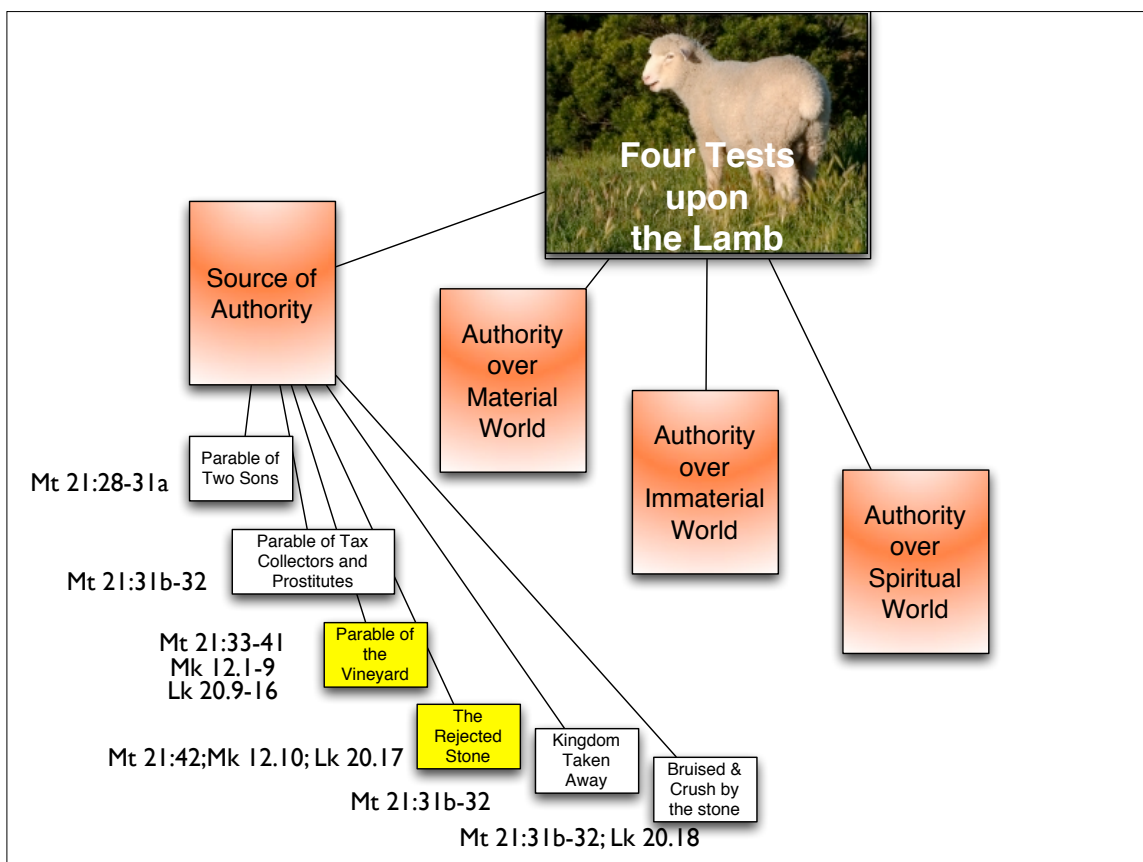 Four Tests
upon
the Lamb
Source of
Authority
Authority
over
Material
World
Authority
over
Immaterial
World
Authority
over
Spiritual
World
Parable of
Two Sons
Mt 21:28-31a
Parable of Tax
Collectors and
Prostitutes
Mt 21:31b-32
Parable of
the
Vineyard
Mt 21:33-41
Mk 12.1-9
Lk 20.9-16
The
Rejected
Stone
Mt 21:42;Mk 12.10; Lk 20.17
Kingdom
Taken
Away
Mt 21:31b-32
Bruised &
Crush by
the stone
Mt 21:31b-32; Lk 20.18